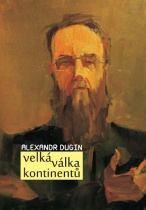 ALEXANDR DUGIN
velká válka
kontinentů